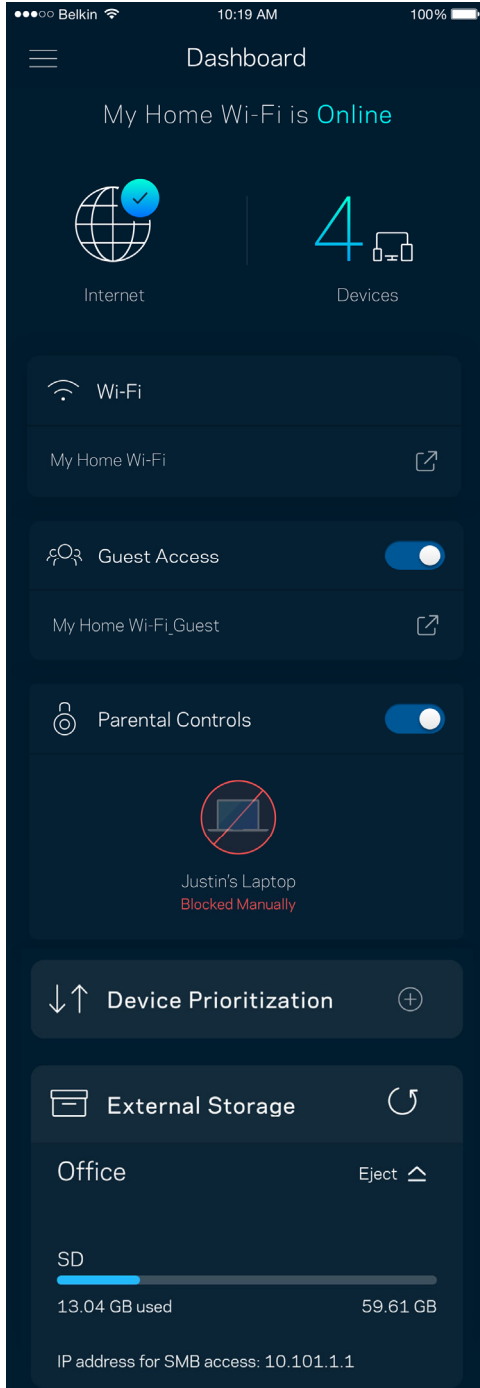 Belkin 10:19 AM 100%
Dashboard
My Home Wi-Fi is Online
4
Internet Devices
Wi-Fi
My Home Wi-Fi
Guest Access
My Home Wi-Fi_Guest
Parental Controls
Justin's Laptop
Blocked Manually
Device Prioritization
External Storage
Office Eject
SD
13.04 GB used 59.61 GB
IP address for SMB access: 10.101.1.1